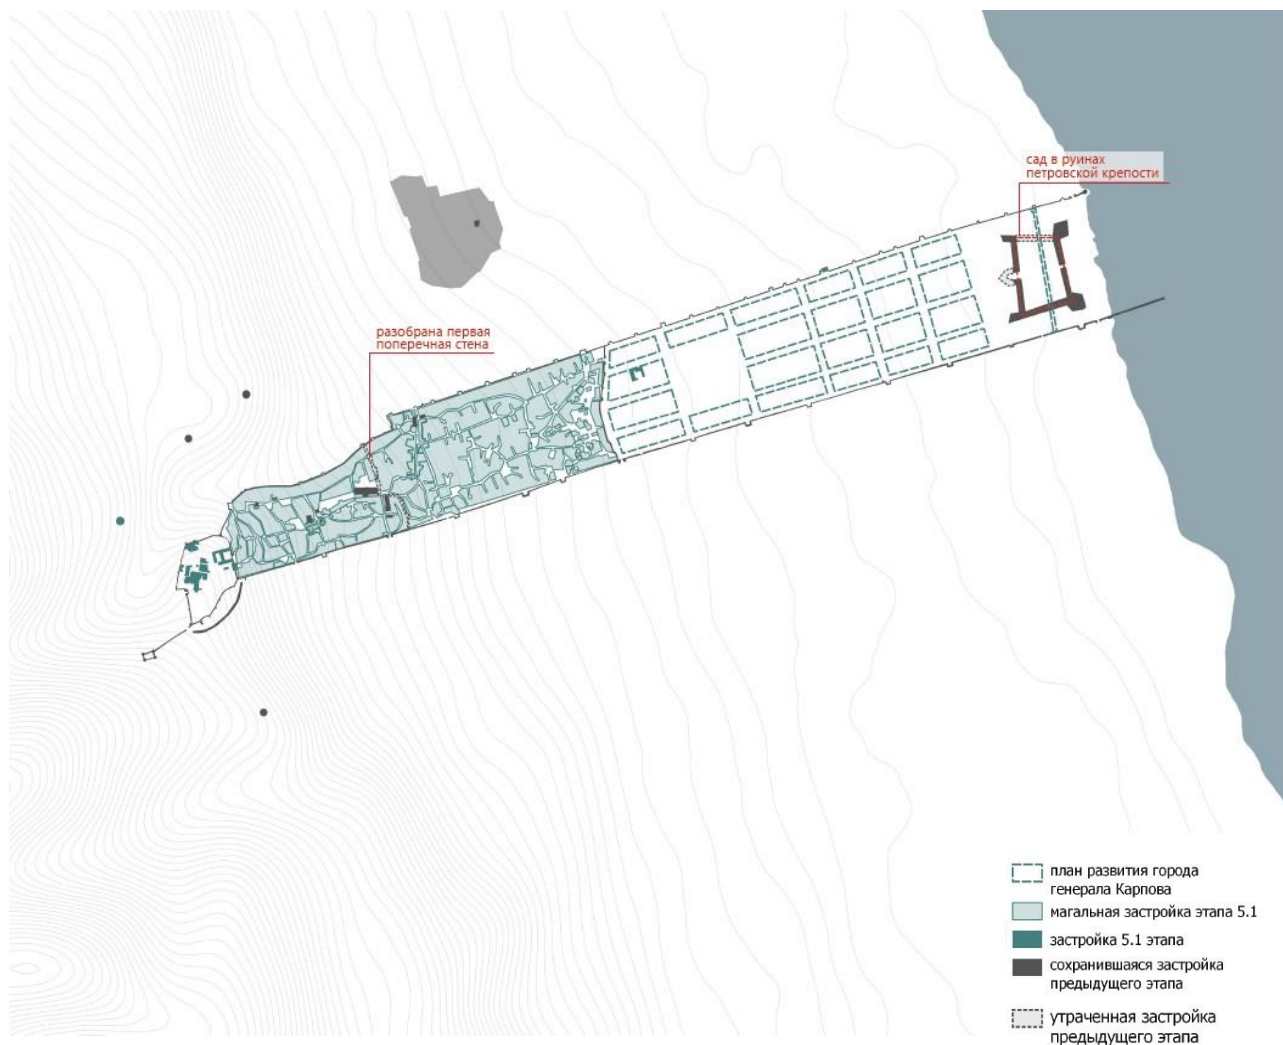 сад в руинах
петровской крепости
разобрана первая
поперечная стена
план развития города
генерала Карпова
магальная застройка этапа 5.1
застройка 5.1 этапа
сохранившаяся застройка
предыдущего этапа
утраченная застройка
предыдущего этапа